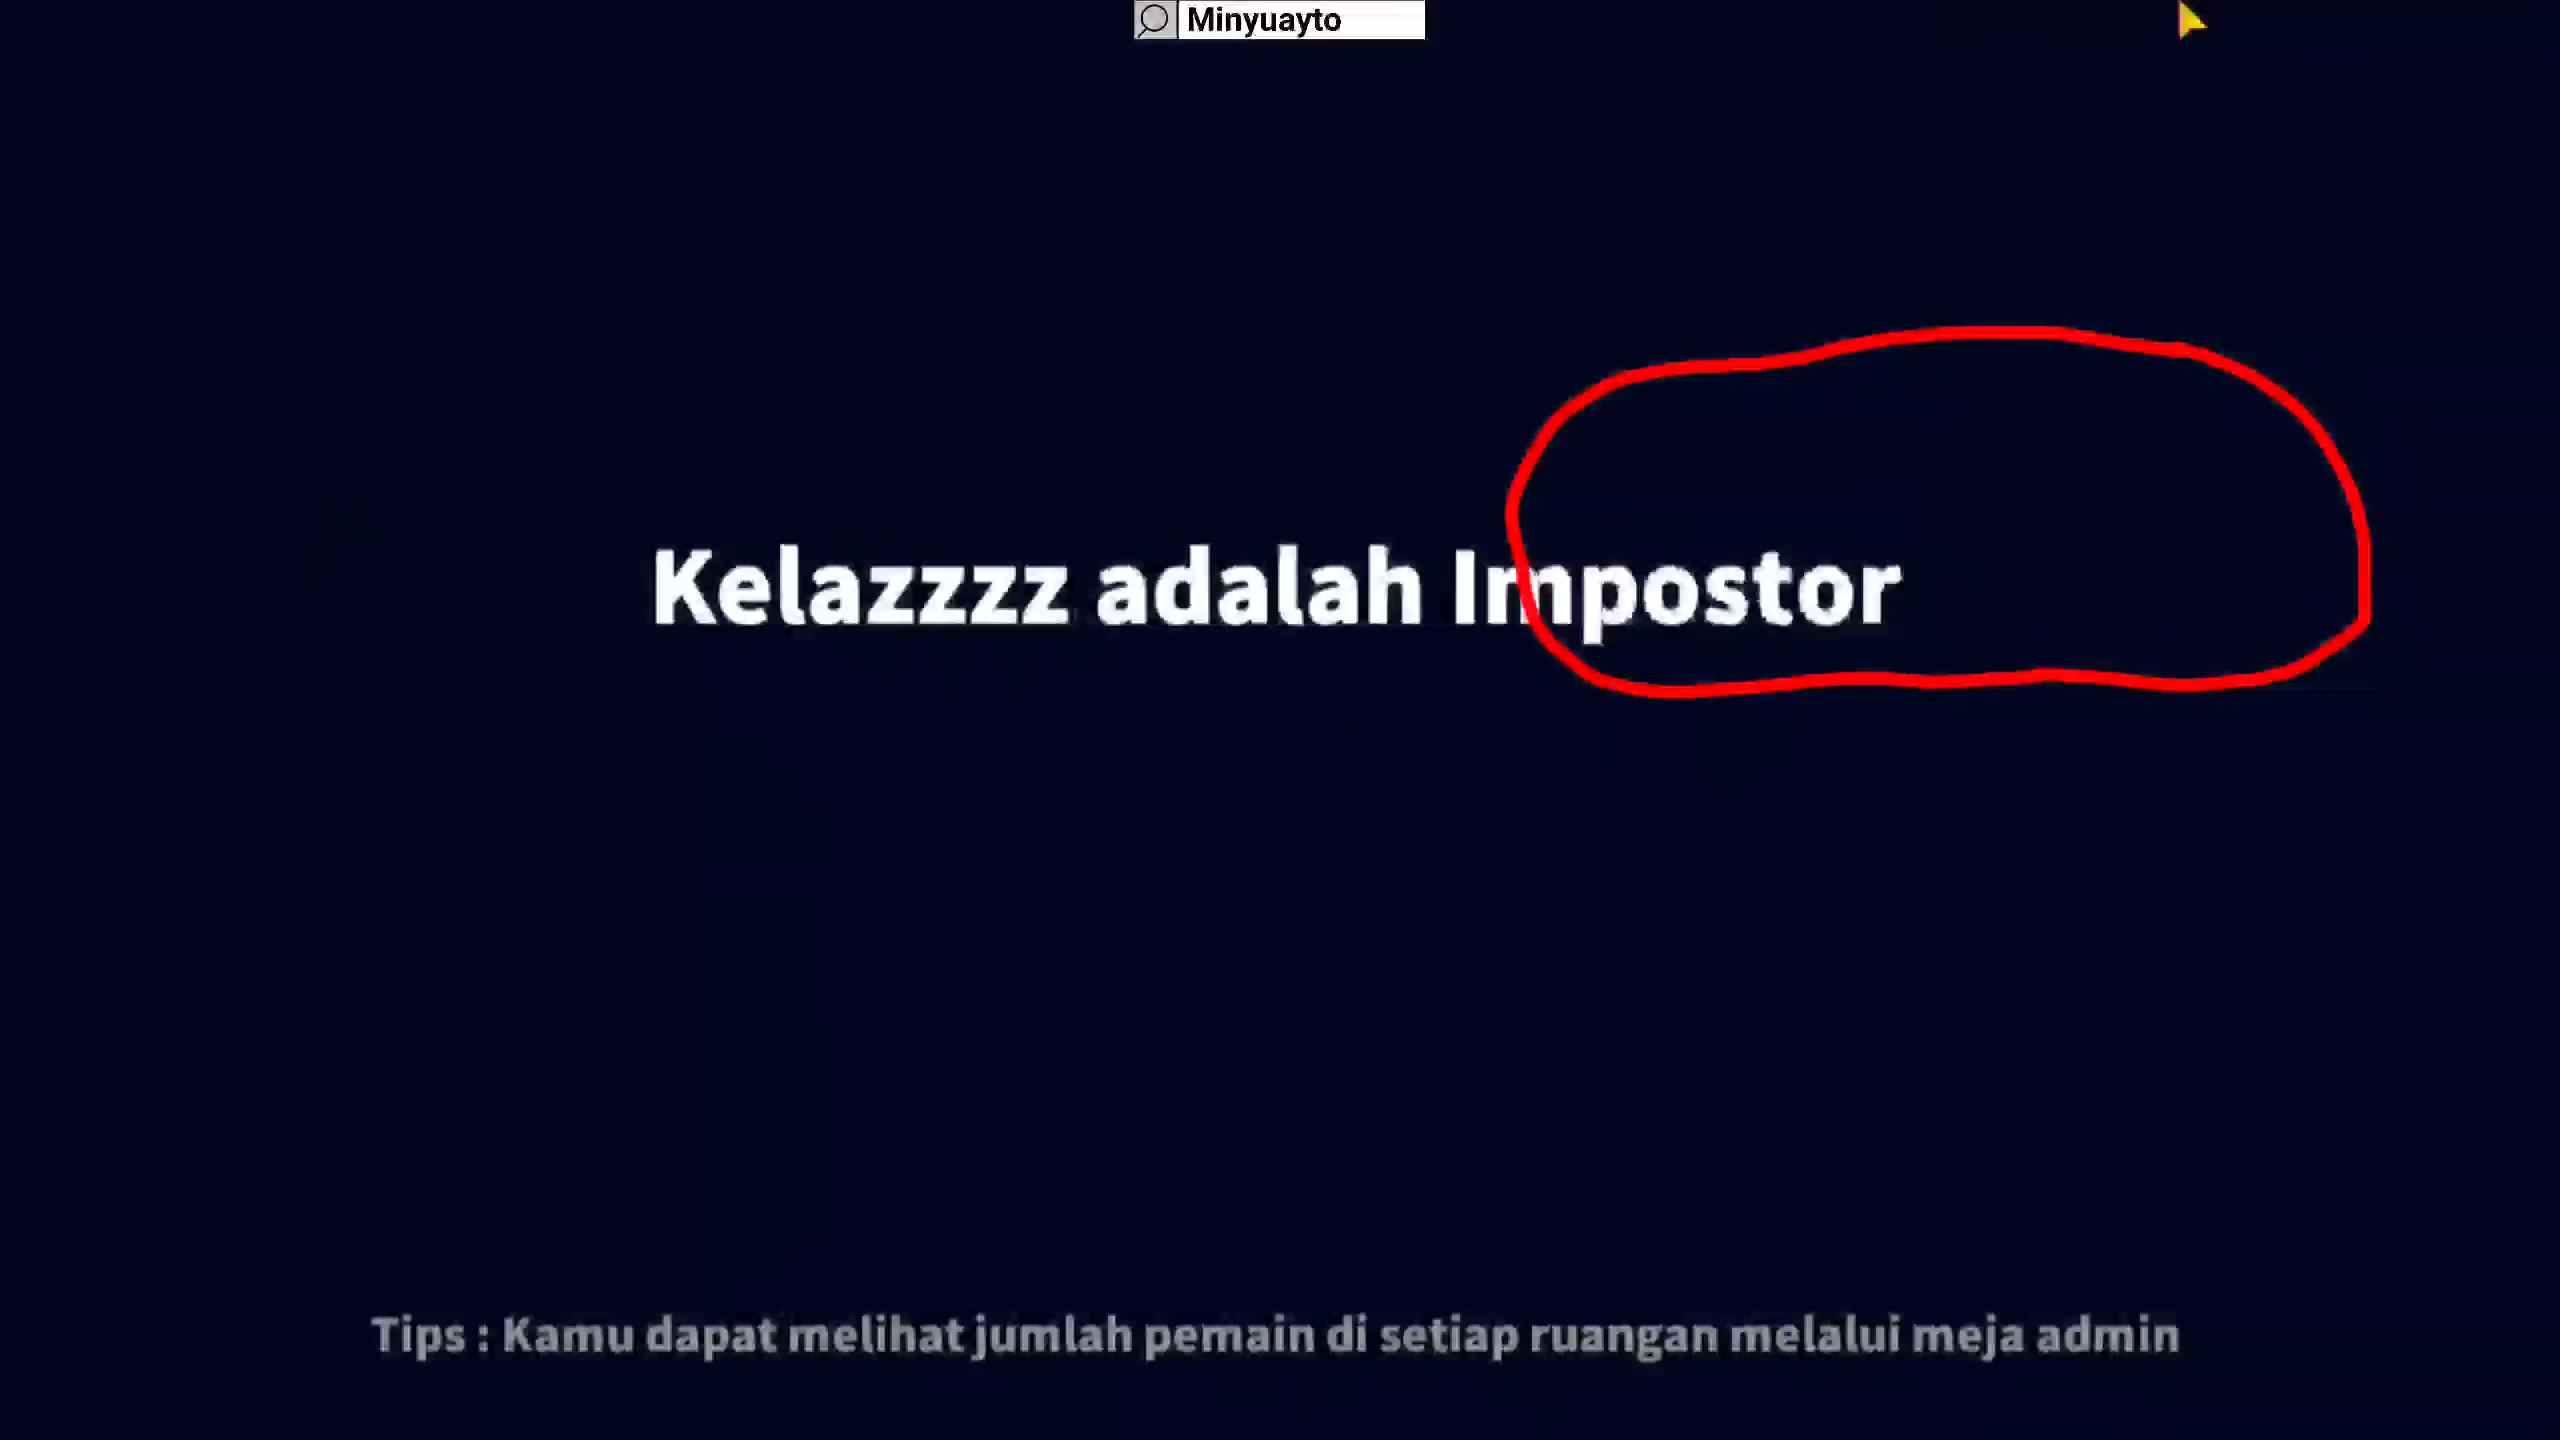 Minyuayto
Kelazzzz adalah Impostor
Tips : Kamu dapat melihat jumlah pemain di setiap ruangan melalui meja admin